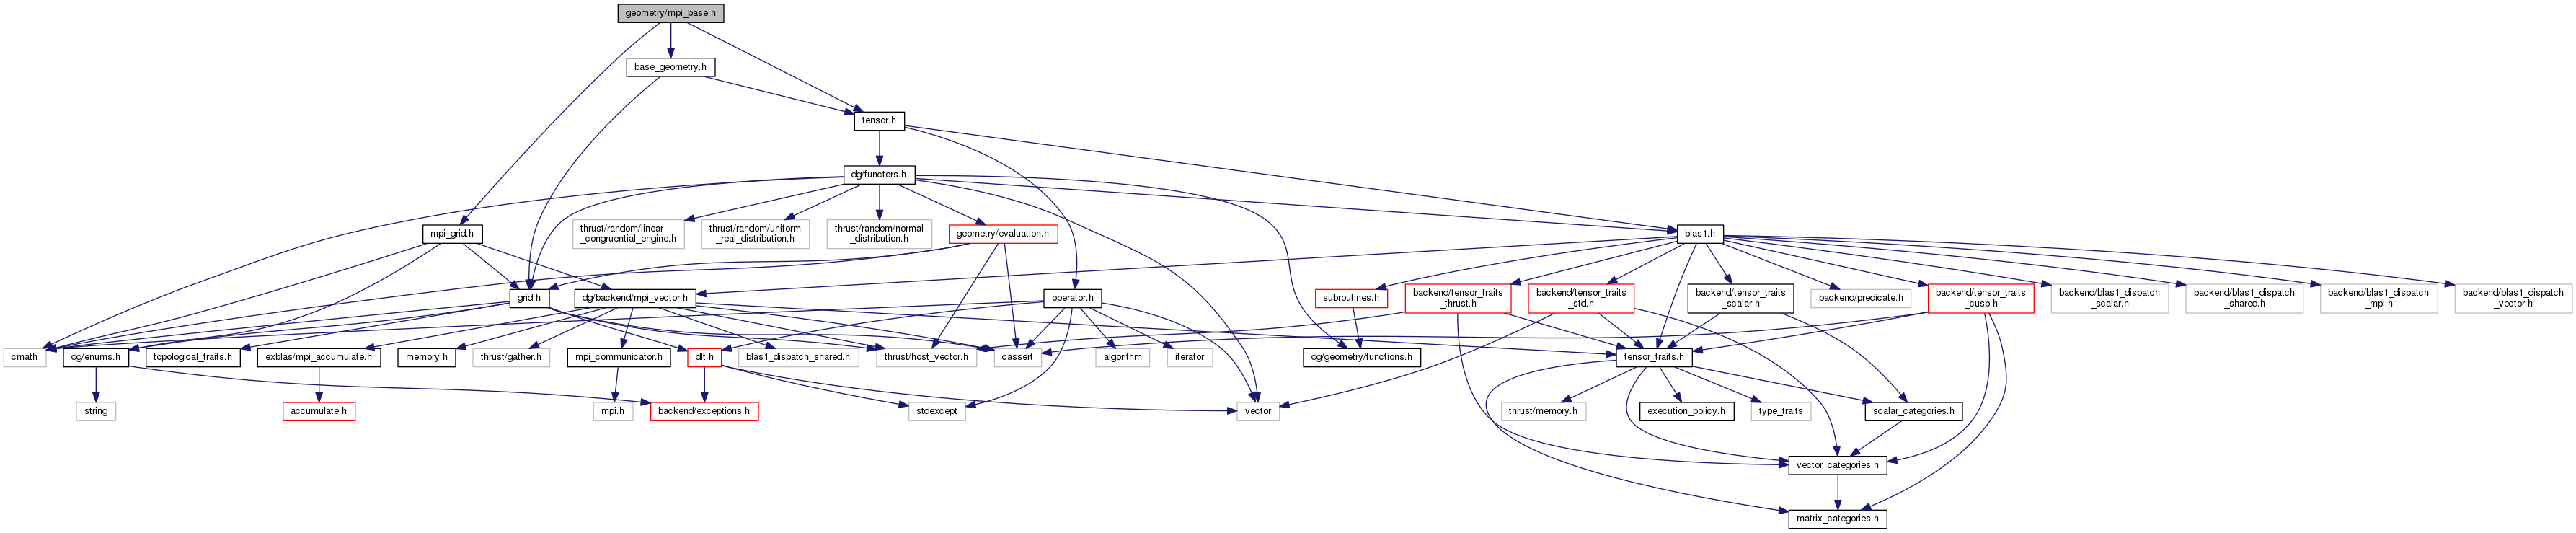 geometry/mpi_base.h
base_geometry.h
tensor.h
dg/functors.h
thrust/random/linear
_congruential_engine.h
thrust/random/uniform
_real_distribution.h
thrust/random/normal
_distribution.h
geometry/evaluation.h
mpi_grid.h
blas1.h
grid.h
dg/backend/mpi_vector.h
operator.h
subroutines.h
backend/tensor_traits
_thrust.h
backend/tensor_traits
_std.h
backend/tensor_traits
_scalar.h
backend/predicate.h
backend/tensor_traits
_cusp.h
backend/blas1_dispatch
_scalar.h
backend/blas1_dispatch
_shared.h
backend/blas1_dispatch
_mpi.h
backend/blas1_dispatch
_vector.h
cmath
dg/enums.h
topological_traits.h
exblas/mpi_accumulate.h
memory.h
thrust/gather.h
mpi_communicator.h
dlt.h
blas1_dispatch_shared.h
thrust/host_vector.h
cassert
algorithm
iterator
dg/geometry/functions.h
tensor_traits.h
string
accumulate.h
mpi.h
backend/exceptions.h
stdexcept
vector
thrust/memory.h
execution_policy.h
type_traits
scalar_categories.h
vector_categories.h
matrix_categories.h